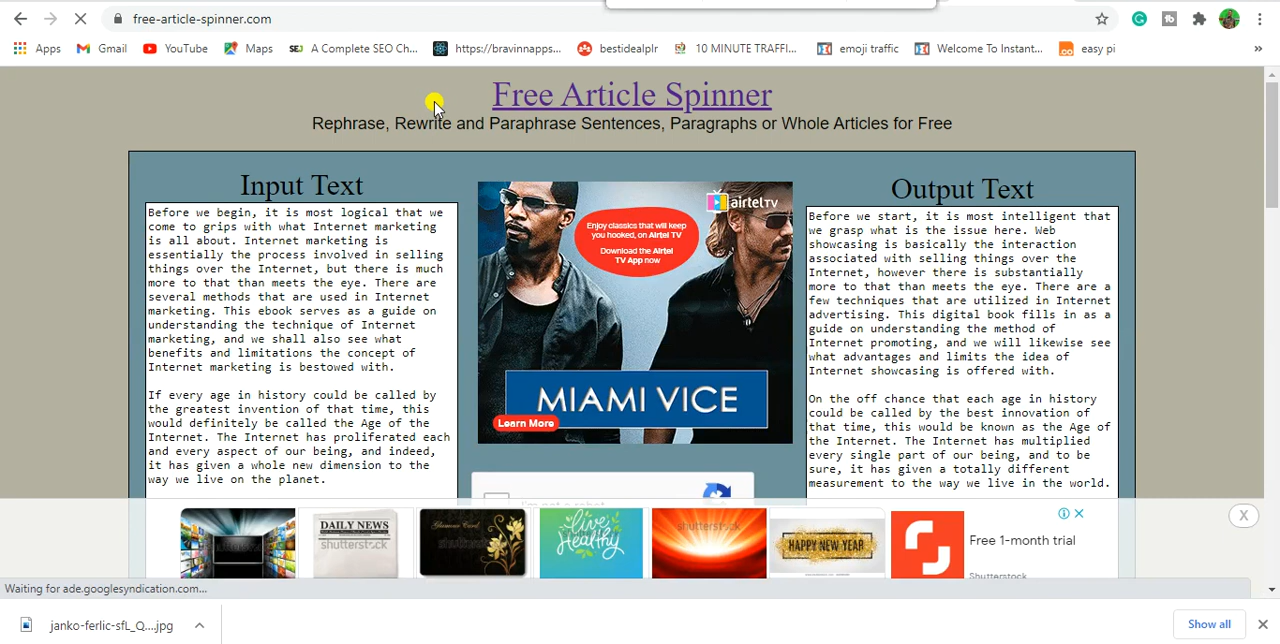 free-article-spinner.com
Apps
Gmail
YouTube
Maps
SEJ
A Complete SEO Ch...
https://bravinnapps...
bestidealplr
10 MINUTE TRAFFI...
emoji traffic
Welcome To Instant...
easy pi
»
Free Article Spinner
Rephrase, Rewrite and Paraphrase Sentences, Paragraphs or Whole Articles for Free
Input Text
Before we begin, it is most logical that we
come to grips with what Internet marketing
is all about. Internet marketing is
essentially the process involved in selling
things over the Internet, but there is much
more to that than meets the eye. There are
several methods that are used in Internet
marketing. This ebook serves as a guide on
understanding the technique of Internet
marketing, and we shall also see what
benefits and limitations the concept of
Internet marketing is bestowed with.
If every age in history could be called by
the greatest invention of that time, this
would definitely be called the Age of the
Internet. The Internet has proliferated each
and every aspect of our being, and indeed,
it has given a whole new dimension to the
way we live on the planet.
airtel TV
Enjoy classics that will keep
you hooked, on Airtel TV
Download the Airtel
TV App now
MIAMI VICE
Learn More
Output Text
Before we start, it is most intelligent that
we grasp what is the issue here. Web
showcasing is basically the interaction
associated with selling things over the
Internet, however there is substantially
more to that than meets the eye. There are a
few techniques that are utilized in Internet
advertising. This digital book fills in as a
guide on understanding the method of
Internet promoting, and we will likewise see
what advantages and limits the idea of
Internet showcasing is offered with.
On the off chance that each age in history
could be called by the best innovation of
that time, this would be known as the Age of
the Internet. The Internet has multiplied
every single part of our being, and to be
sure, it has given a totally different
measurement to the way we live in the world.
I'm not a robot
DAILY NEWS
shutterstock
Glamour Card
live
Healthy
shutterstock
HAPPY NEW YEAR
Free 1-month trial
Shutterstock
X
Waiting for ade.googlesyndication.com...
janko-ferlic-sfL_Q....jpg
Show all